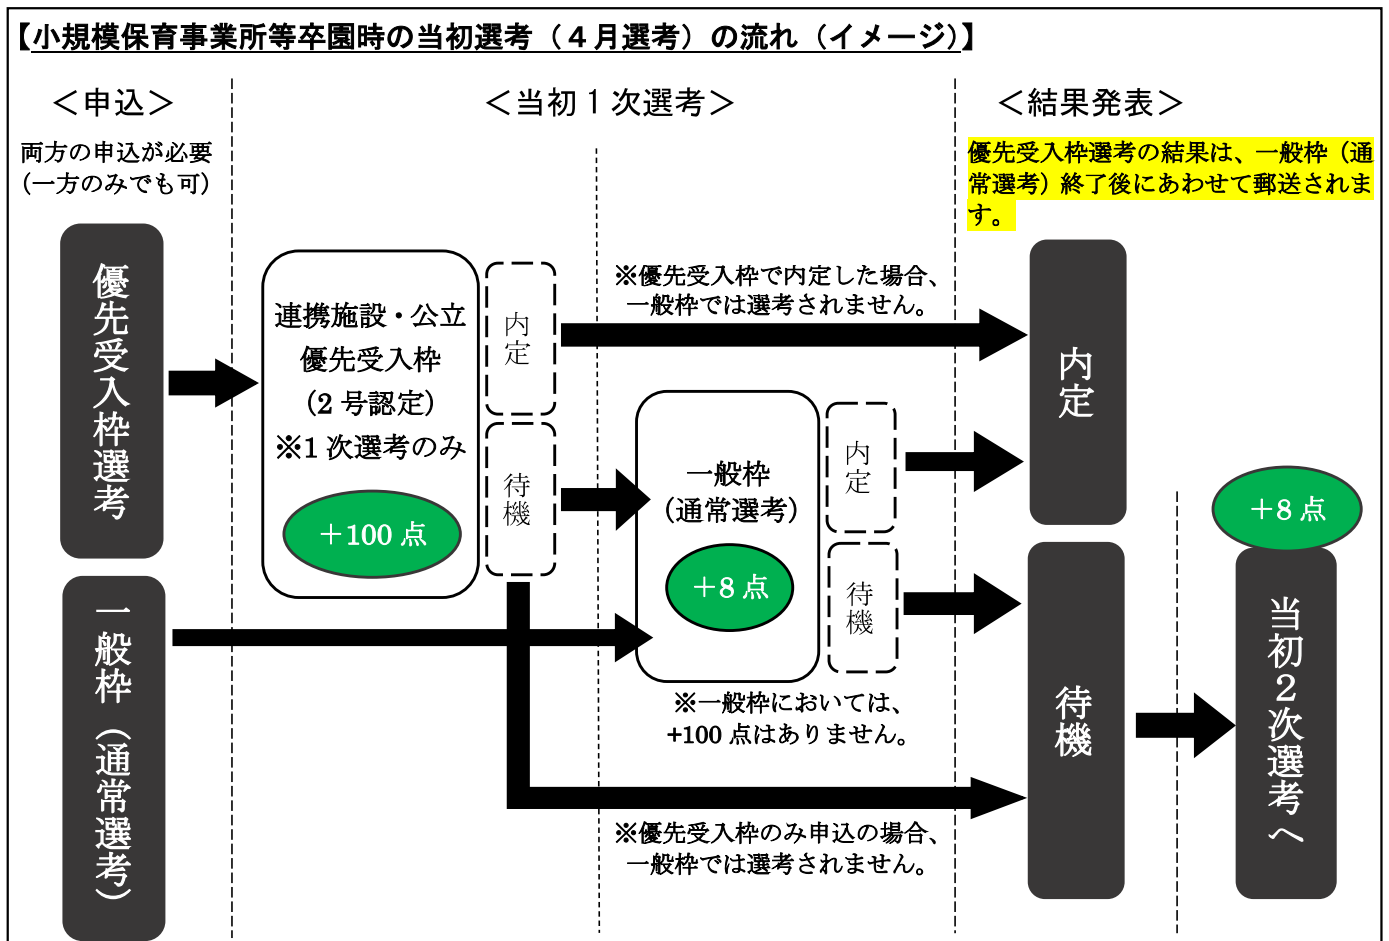 【小規模保育事業所等卒園時の当初選考（４月選考）の流れ（イメージ）】
＜申込＞
両方の申込が必要
（一方のみでも可）
優先受入枠選考
一般枠（通常選考）
＜当初１次選考＞
連携施設・公立
優先受入枠
（2 号認定）
※1 次選考のみ
＋100 点
内定
待機
※優先受入枠で内定した場合、
一般枠では選考されません。
一般枠
（通常選考）
＋8 点
内定
待機
※一般枠においては、
+100 点はありません。
※優先受入枠のみ申込の場合、
一般枠では選考されません。
＜結果発表＞
優先受入枠選考の結果は、一般枠（通
常選考）終了後にあわせて郵送されま
す。
内定
待機
＋8 点
当初２次選考へ